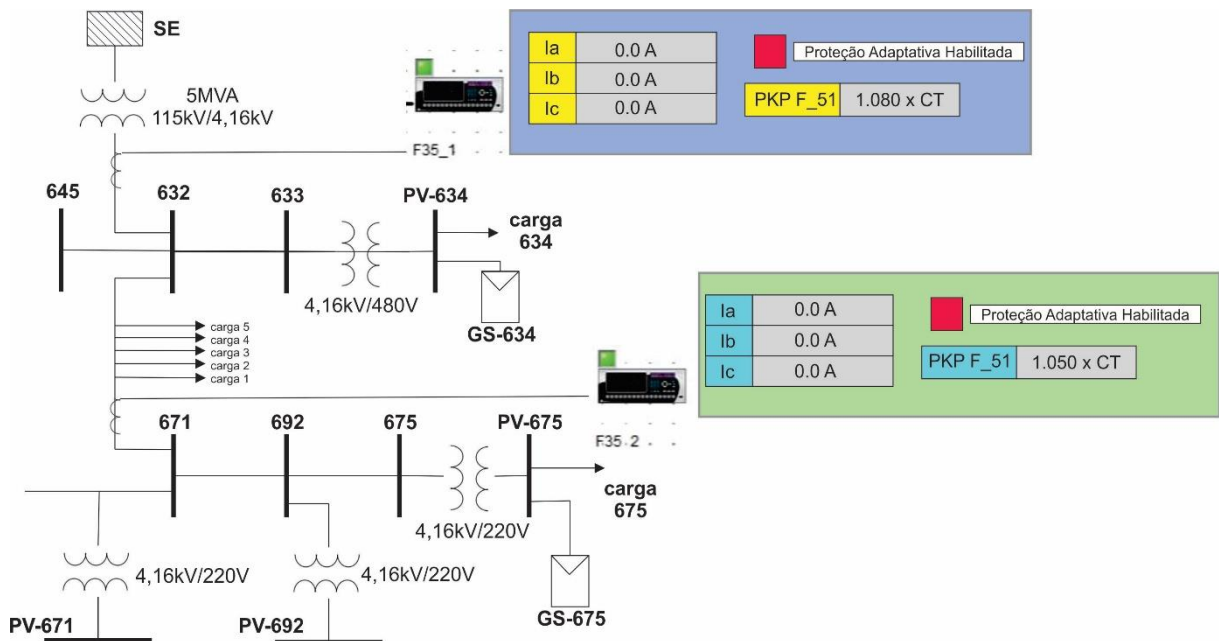 SE
5MVA
115kV/4,16kV
F35_1
Ia 0.0 A
Ib 0.0 A
Ic 0.0 A
Proteção Adaptativa Habilitada
PKP F_51 1.080 x CT
645 632 633 PV-634
carga
634
4,16kV/480V
GS-634
carga 5
carga 4
carga 3
carga 2
carga 1
F35 2
Ia 0.0 A
Ib 0.0 A
Ic 0.0 A
Proteção Adaptativa Habilitada
PKP F_51 1.050 x CT
671 692 675 PV-675
carga
675
4,16kV/220V
GS-675
4,16kV/220V
4,16kV/220V
PV-671
PV-692